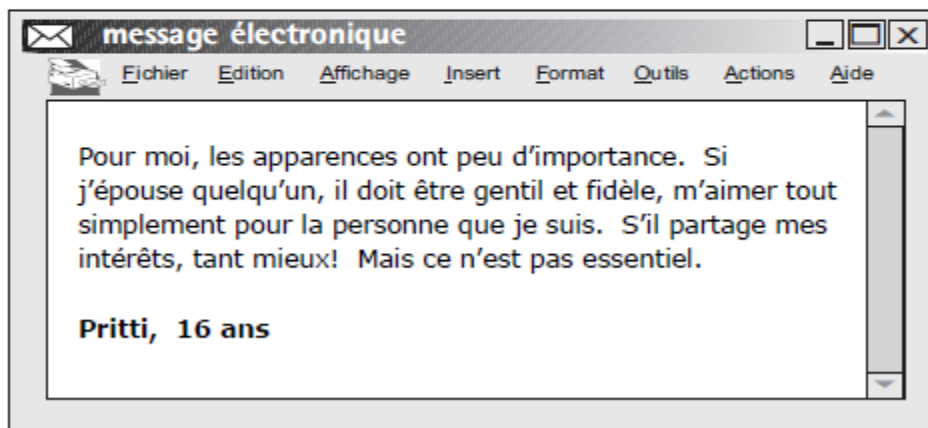 message électronique
Fichier Edition Affichage Insert Format Outils Actions Aide
Pour moi, les apparences ont peu d'importance. Si
j'épouse quelqu'un, il doit être gentil et fidèle, m'aimer tout
simplement pour la personne que je suis. S'il partage mes
intérêts, tant mieux! Mais ce n'est pas essentiel.
Pritti, 16 ans